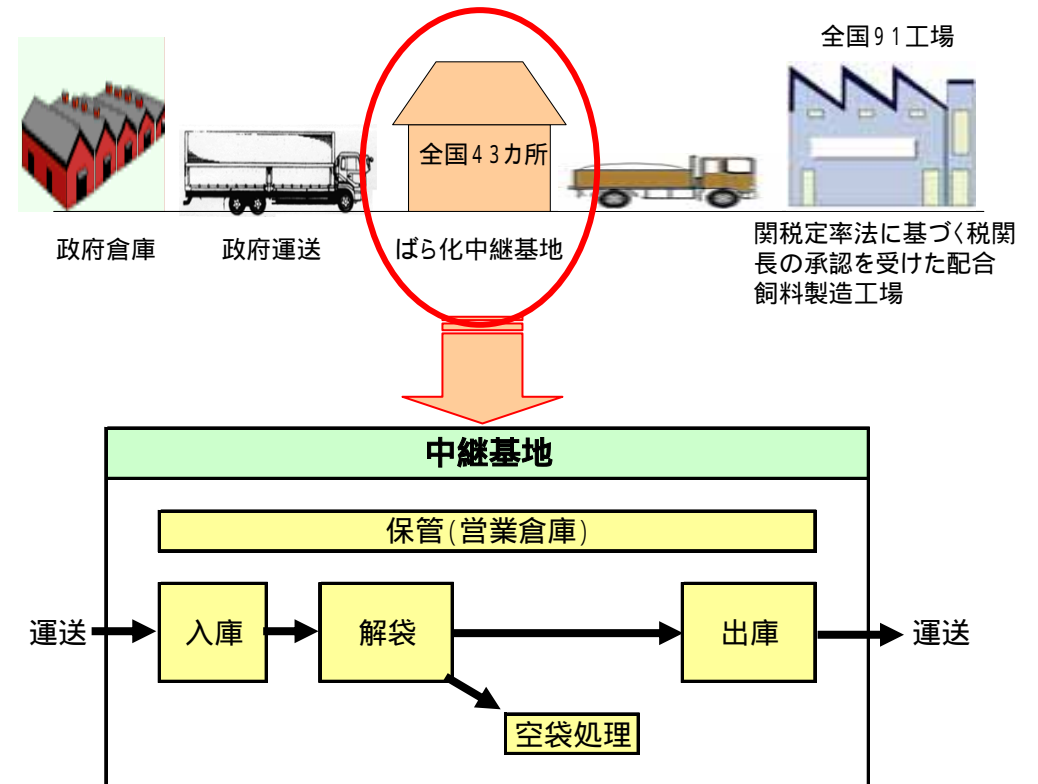 全国91工場
全国43カ所
政府倉庫
政府運送
ばら化中継基地
関税定率法に基づく税関
長の承認を受けた配合
飼料製造工場
中継基地
保管(営業倉庫)
運送
入庫
解袋
出庫
運送
空袋処理